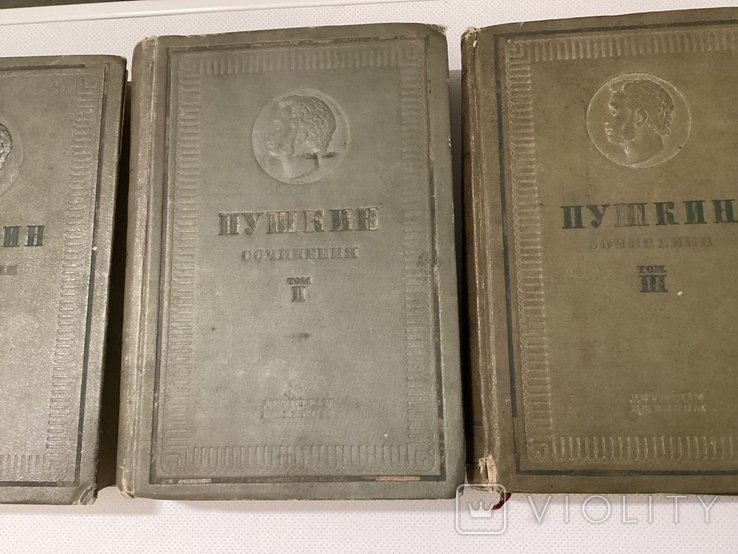 ИН
ПУШКИН
СОЧИНЕНИЯ
ТОМ
II
ПУШКИН
СОЧИНЕНИЯ
ТОМ
III
VIOLITY